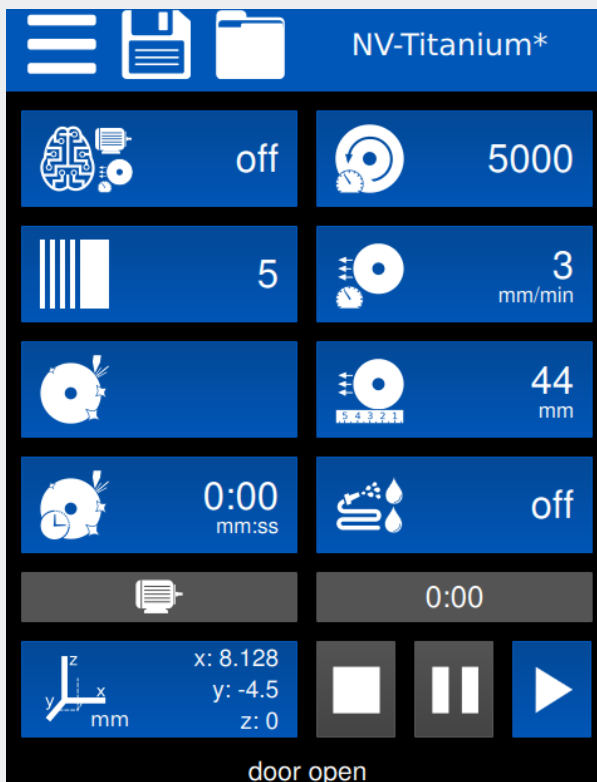 NV-Titanium*
off
5000
5
3
mm/min
5 4 3 2 1
44
mm
0:00
mm:ss
off
0:00
z
y
x
mm
x: 8.128
y: -4.5
z: 0
door open